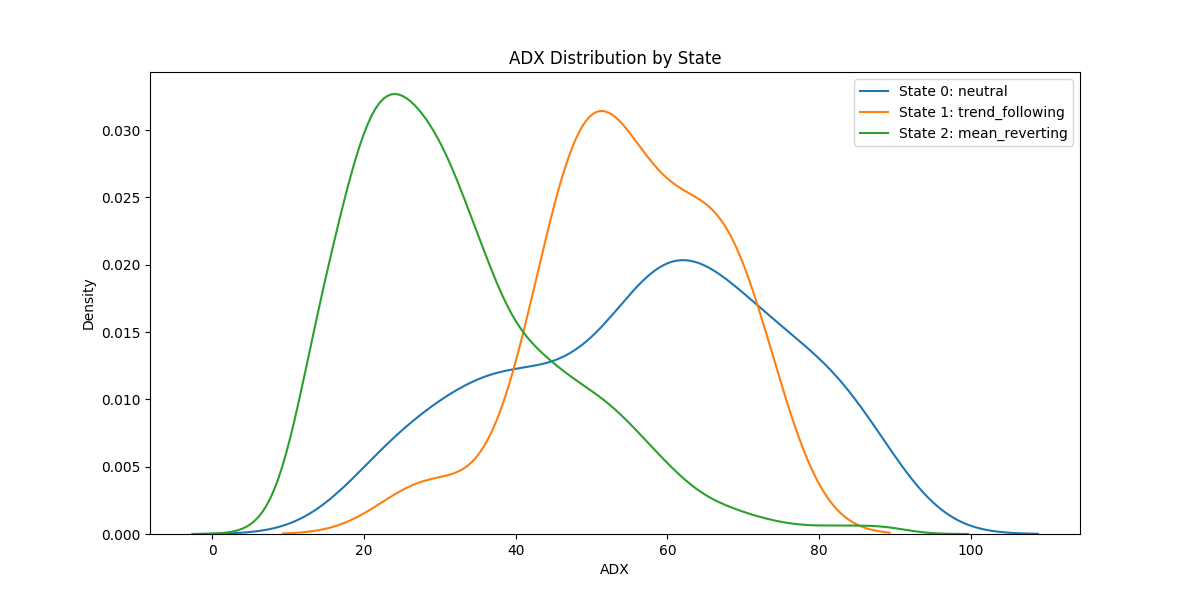 ADX Distribution by State
State 0: neutral
State 1: trend_following
State 2: mean_reverting
Density
0.030
0.025
0.020
0.015
0.010
0.005
0.000
0 20 40 60 80 100
ADX